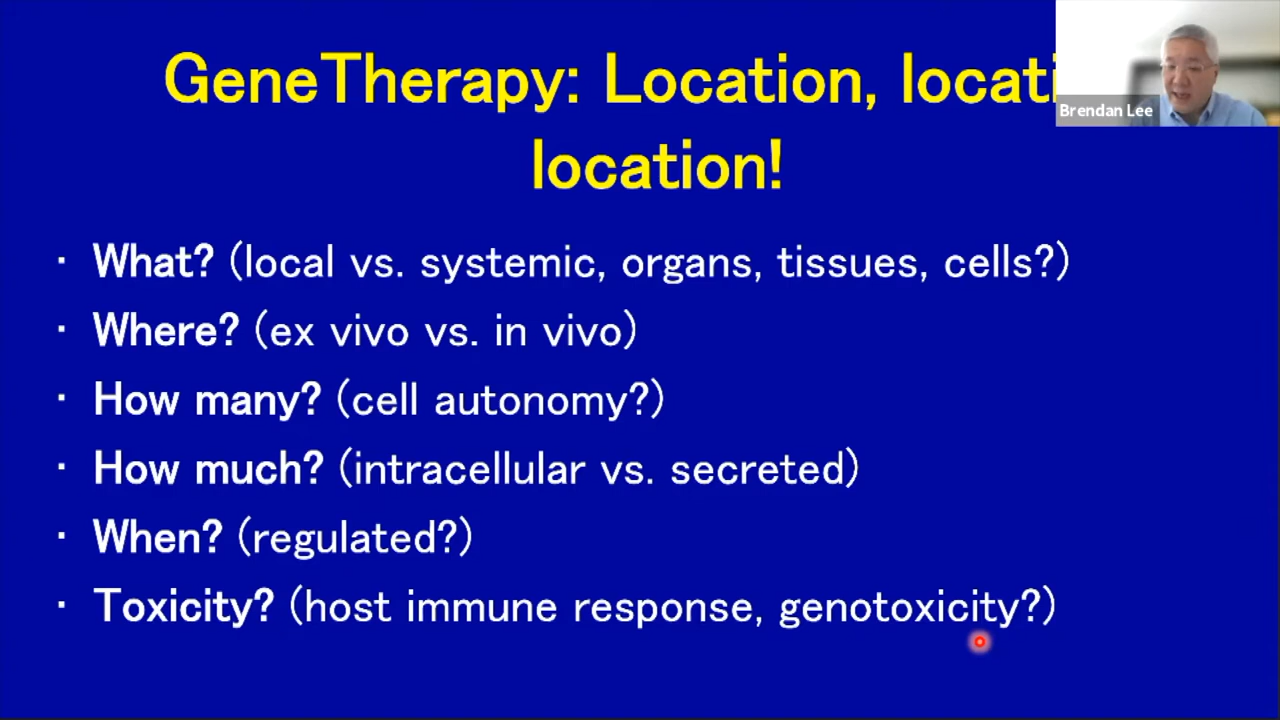 GeneTherapy: Location, locati
location!
Brendan Lee
· What? (local vs. systemic, organs, tissues, cells?)
· Where? (ex vivo vs. in vivo)
· How many? (cell autonomy?)
· How much? (intracellular vs. secreted)
· When? (regulated?)
· Toxicity? (host immune response, genotoxicity?)